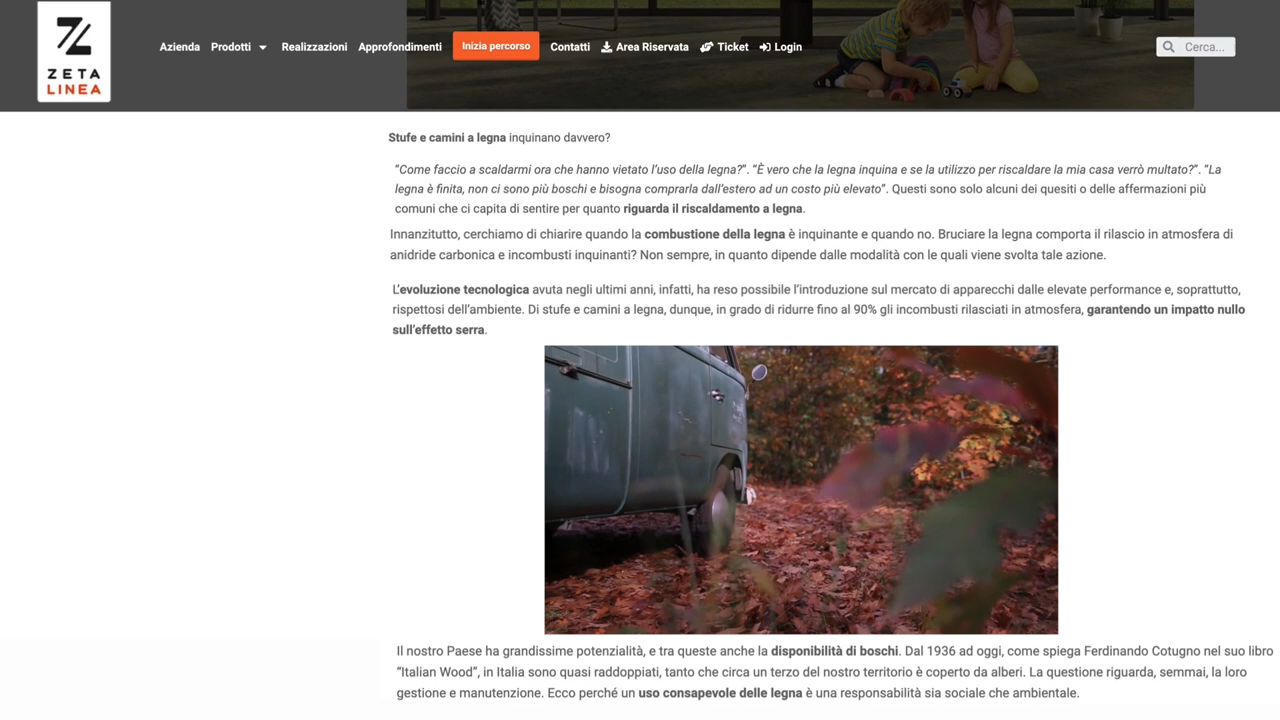 ZETA
LINEA
Azienda Prodotti Realizzazioni Approfondimenti Inizia percorso Contatti Area Riservata Ticket Login Cerca...
Stufe e camini a legna inquinano davvero?
“Come faccio a scaldarmi ora che hanno vietato l’uso della legna?”. “È vero che la legna inquina e se la utilizzo per riscaldare la mia casa verrò multato?”. “La
legna è finita, non ci sono più boschi e bisogna comprarla dall’estero ad un costo più elevato”. Questi sono solo alcuni dei quesiti o delle affermazioni più
comuni che ci capita di sentire per quanto riguarda il riscaldamento a legna.
Innanzitutto, cerchiamo di chiarire quando la combustione della legna è inquinante e quando no. Bruciare la legna comporta il rilascio in atmosfera di
anidride carbonica e incombusti inquinanti? Non sempre, in quanto dipende dalle modalità con le quali viene svolta tale azione.
L’evoluzione tecnologica avuta negli ultimi anni, infatti, ha reso possibile l’introduzione sul mercato di apparecchi dalle elevate performance e, soprattutto,
rispettosi dell’ambiente. Di stufe e camini a legna, dunque, in grado di ridurre fino al 90% gli incombusti rilasciati in atmosfera, garantendo un impatto nullo
sull’effetto serra.
Il nostro Paese ha grandissime potenzialità, e tra queste anche la disponibilità di boschi. Dal 1936 ad oggi, come spiega Ferdinando Cotugno nel suo libro
“Italian Wood”, in Italia sono quasi raddoppiati, tanto che circa un terzo del nostro territorio è coperto da alberi. La questione riguarda, semmai, la loro
gestione e manutenzione. Ecco perché un uso consapevole delle legna è una responsabilità sia sociale che ambientale.